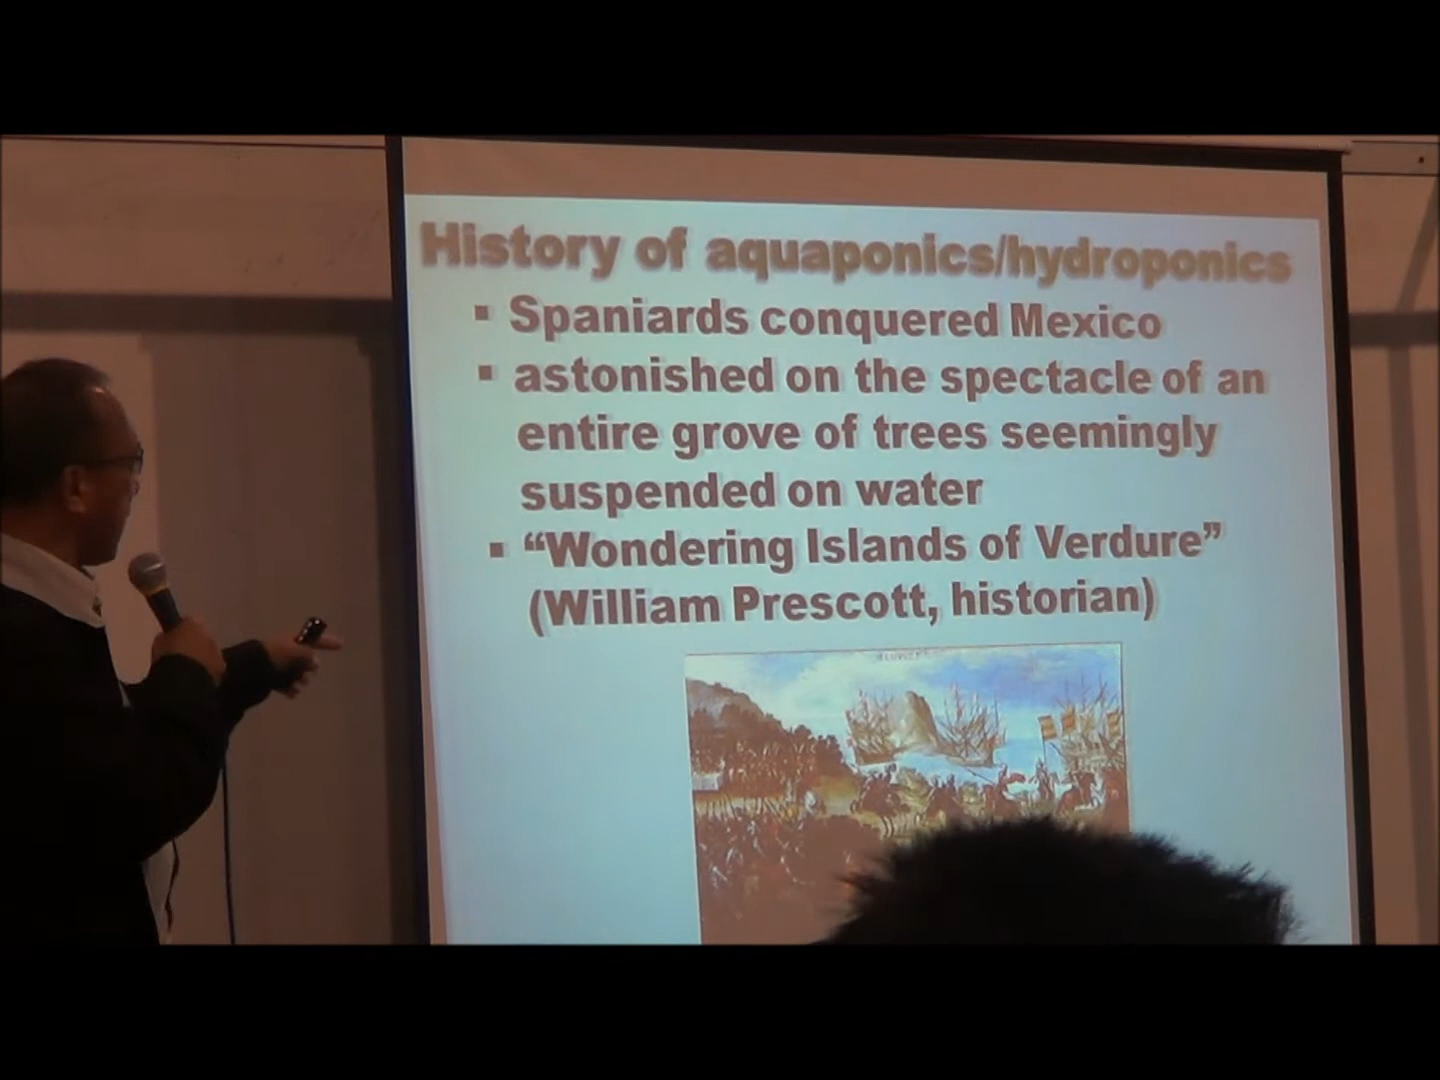 History of aquaponics/hydroponics
▪ Spaniards conquered Mexico
▪ astonished on the spectacle of an
entire grove of trees seemingly
suspended on water
▪ “Wondering Islands of Verdure”
(William Prescott, historian)